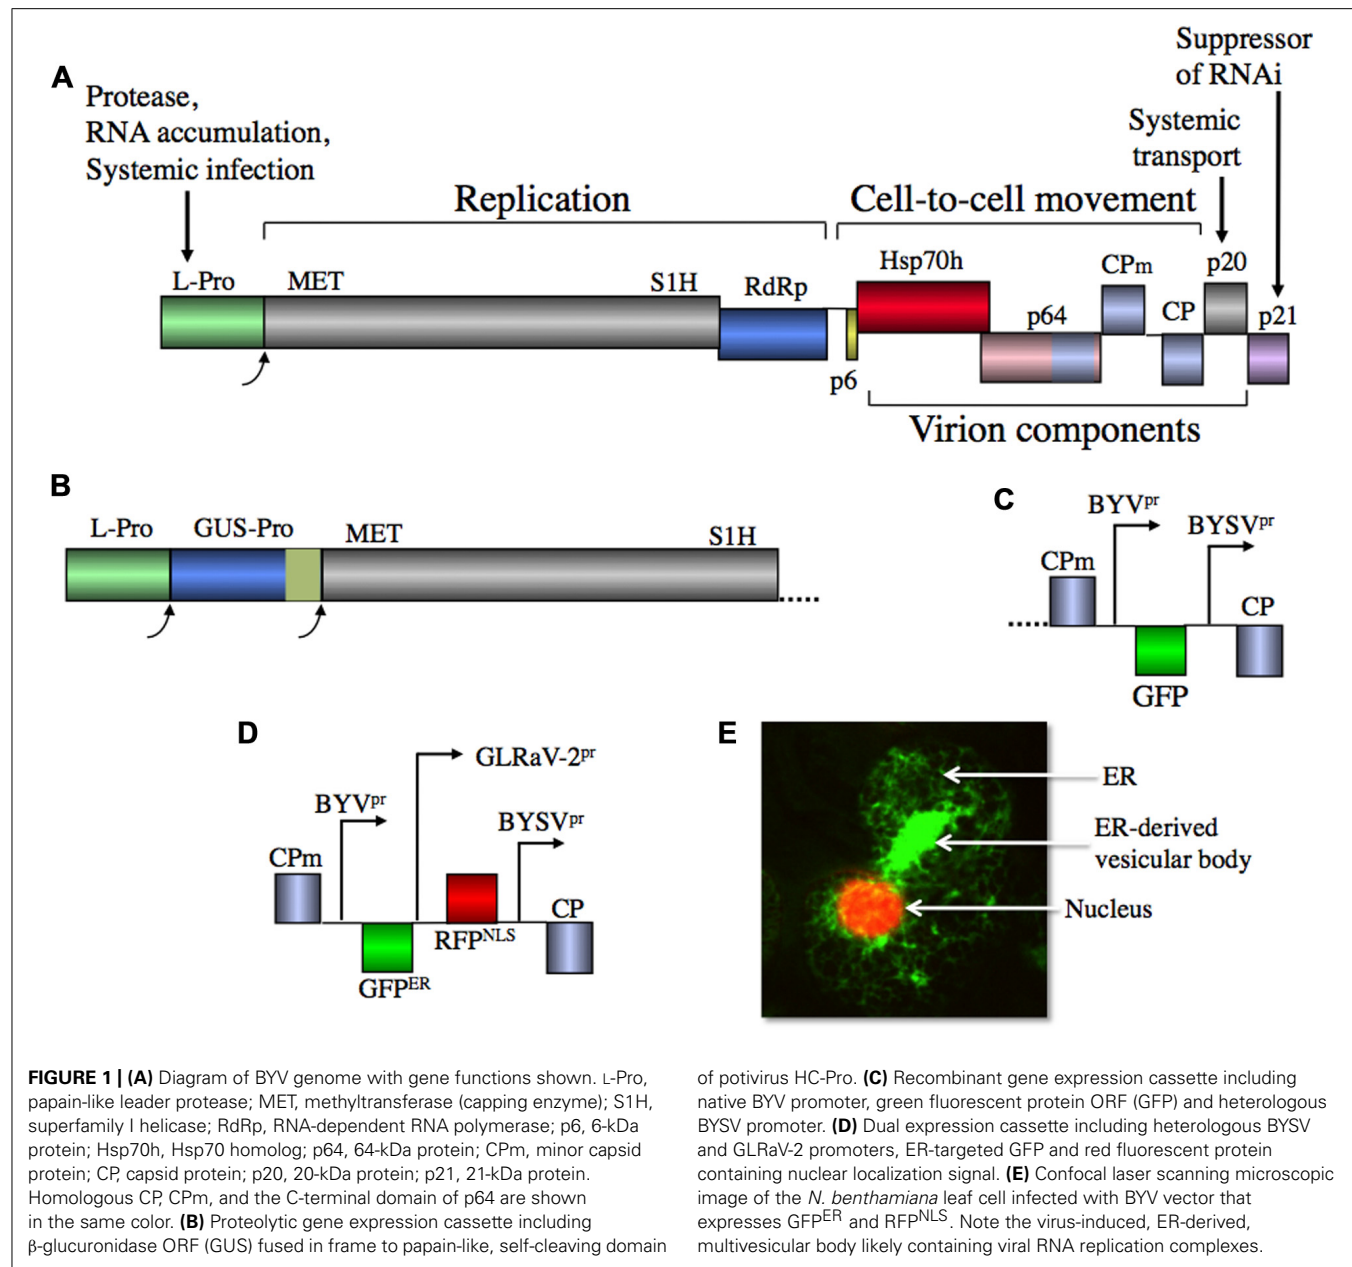 A
Protease,
RNA accumulation,
Systemic infection
Suppressor
of RNAi
Systemic
transport
Replication
Cell-to-cell movement
L-Pro
MET
S1H
RdRp
Hsp70h
CPm
p20
p64
CP
p21
p6
Virion components
B
L-Pro
GUS-Pro
MET
S1H
C
BYVpr
BYSVpr
CPm
CP
GFP
D
GLRaV-2pr
BYVpr
BYSVpr
CPm
CP
RFPNLS
GFPER
E
ER
ER-derived
vesicular body
Nucleus
FIGURE 1 | (A) Diagram of BYV genome with gene functions shown. L-Pro,
papain-like leader protease; MET, methyltransferase (capping enzyme); S1H,
superfamily I helicase; RdRp, RNA-dependent RNA polymerase; p6, 6-kDa
protein; Hsp70h, Hsp70 homolog; p64, 64-kDa protein; CPm, minor capsid
protein; CP, capsid protein; p20, 20-kDa protein; p21, 21-kDa protein.
Homologous CP, CPm, and the C-terminal domain of p64 are shown
in the same color. (B) Proteolytic gene expression cassette including
β-glucuronidase ORF (GUS) fused in frame to papain-like, self-cleaving domain
of potivirus HC-Pro. (C) Recombinant gene expression cassette including
native BYV promoter, green fluorescent protein ORF (GFP) and heterologous
BYSV promoter. (D) Dual expression cassette including heterologous BYSV
and GLRaV-2 promoters, ER-targeted GFP and red fluorescent protein
containing nuclear localization signal. (E) Confocal laser scanning microscopic
image of the N. benthamiana leaf cell infected with BYV vector that
expresses GFPER and RFPNLS. Note the virus-induced, ER-derived,
multivesicular body likely containing viral RNA replication complexes.